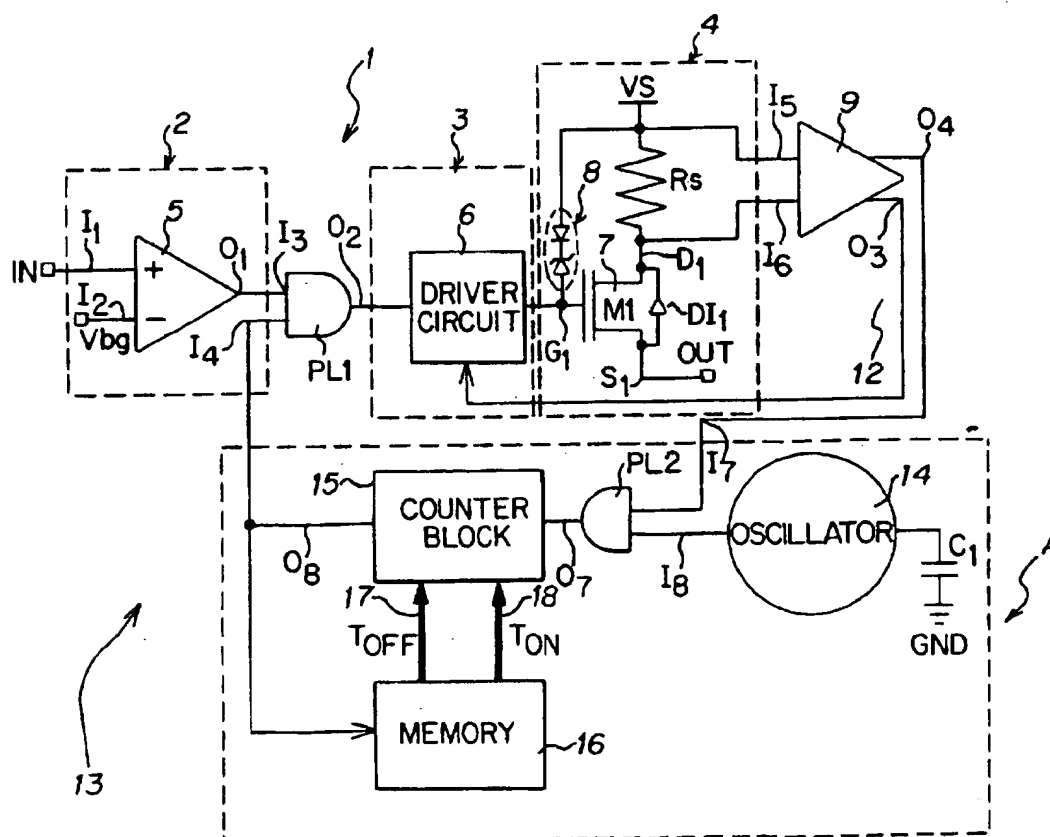 1
2
3
4
VS
5
6
8
Rs
7
9
I5
O4
I1
IN
+
O1
I3
O2
I2
Vbg
−
I4
PL1
DRIVER
CIRCUIT
G1
M1
D1
DI1
I6
O3
S1
OUT
12
15
COUNTER
BLOCK
PL2
I7
14
OSCILLATOR
C1
O8
O7
I8
A
GND
17
18
TOFF
TON
MEMORY
16
13